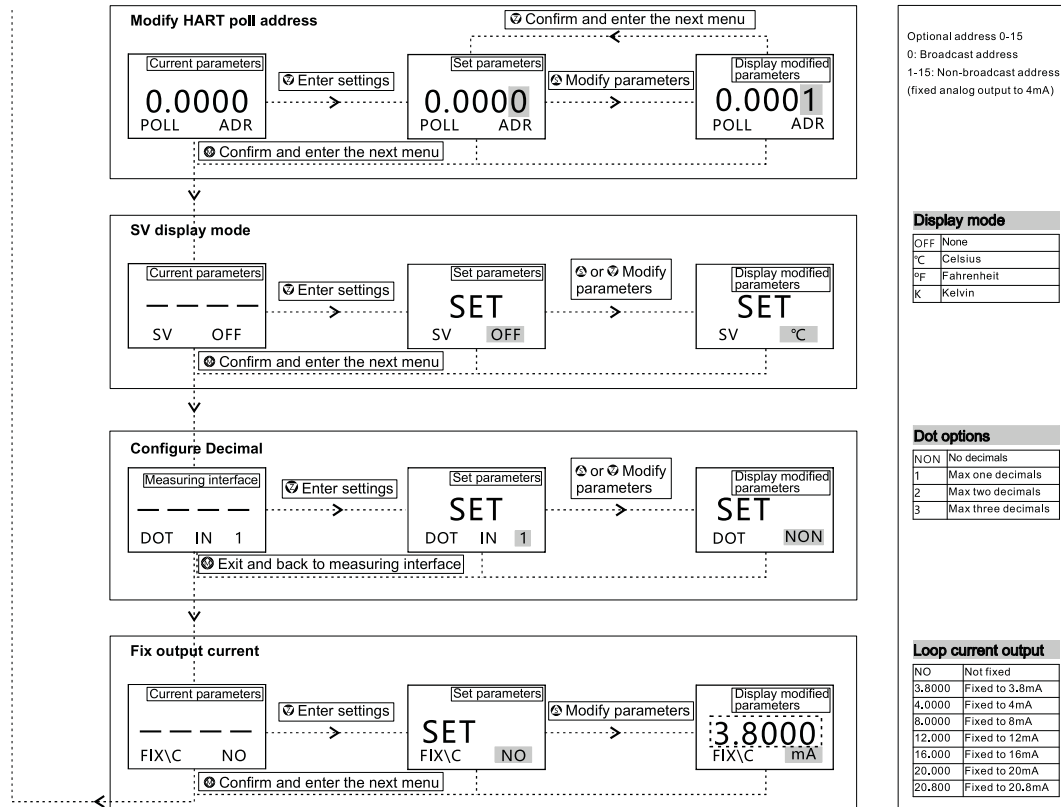 Modify HART poll address
Confirm and enter the next menu
Current parameters
0.0000
POLL ADR
Enter settings
Set parameters
0.0000
POLL ADR
Modify parameters
Display modified
parameters
0.0001
POLL ADR
Confirm and enter the next menu
Optional address 0-15
0: Broadcast address
1-15: Non-broadcast address
(fixed analog output to 4mA)
SV display mode
Current parameters
— — — —
SV OFF
Enter settings
Set parameters
SET
SV OFF
or Modify
parameters
Display modified
parameters
SET
SV °C
Confirm and enter the next menu
Display mode
OFF None
°C Celsius
°F Fahrenheit
K Kelvin
Configure Decimal
Measuring interface
— — — —
DOT IN 1
Enter settings
Set parameters
SET
DOT IN 1
or Modify
parameters
Display modified
parameters
SET
DOT NON
Exit and back to measuring interface
Dot options
NON No decimals
1 Max one decimals
2 Max two decimals
3 Max three decimals
Fix output current
Current parameters
— — — —
FIX\C NO
Enter settings
Set parameters
SET
FIX\C NO
Modify parameters
Display modified
parameters
3.8000
FIX\C mA
Confirm and enter the next menu
Loop current output
NO Not fixed
3.8000 Fixed to 3.8mA
4.0000 Fixed to 4mA
8.0000 Fixed to 8mA
12.000 Fixed to 12mA
16.000 Fixed to 16mA
20.000 Fixed to 20mA
20.800 Fixed to 20.8mA